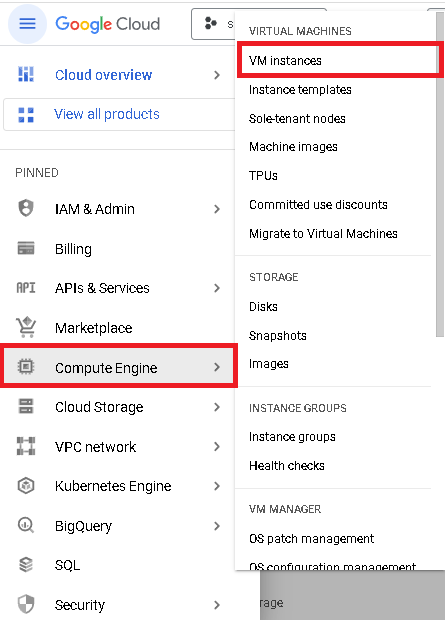 Google Cloud
s
Cloud overview
View all products
PINNED
IAM & Admin
Billing
API
APIs & Services
Marketplace
Compute Engine
Cloud Storage
VPC network
Kubernetes Engine
BigQuery
SQL
Security
VIRTUAL MACHINES
VM instances
Instance templates
Sole-tenant nodes
Machine images
TPUs
Committed use discounts
Migrate to Virtual Machines
STORAGE
Disks
Snapshots
Images
INSTANCE GROUPS
Instance groups
Health checks
VM MANAGER
OS patch management
OS configuration management
rage